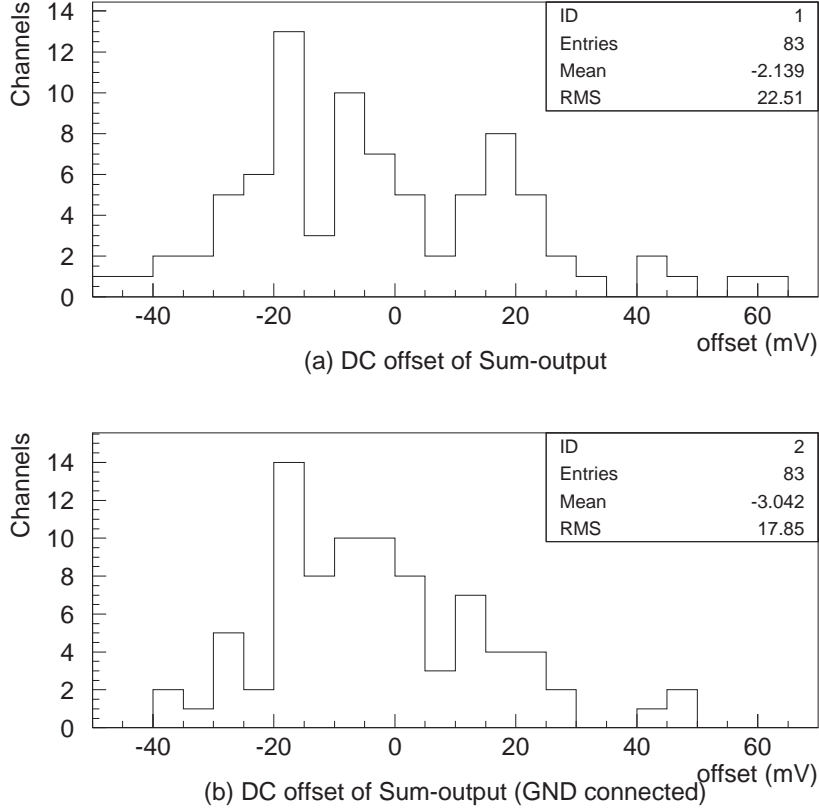 Channels
14
12
10
8
6
4
2
0
ID 1
Entries 83
Mean -2.139
RMS 22.51
-40 -20 0 20 40 60
offset (mV)
(a) DC offset of Sum-output
Channels
14
12
10
8
6
4
2
0
ID 2
Entries 83
Mean -3.042
RMS 17.85
-40 -20 0 20 40 60
offset (mV)
(b) DC offset of Sum-output (GND connected)